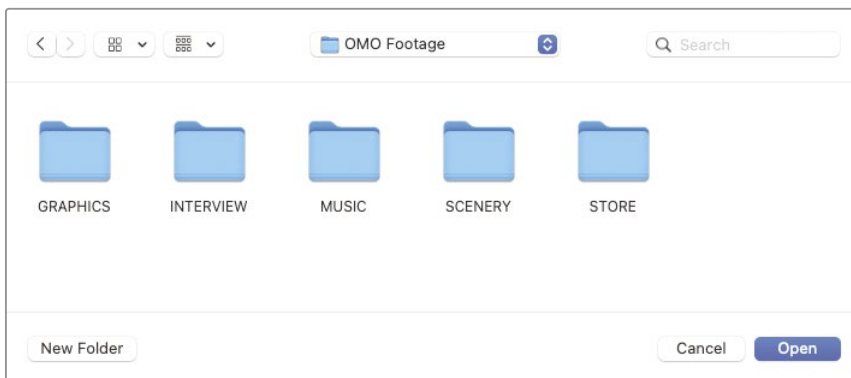 OMO Footage
Search
GRAPHICS INTERVIEW MUSIC SCENERY STORE
New Folder Cancel Open